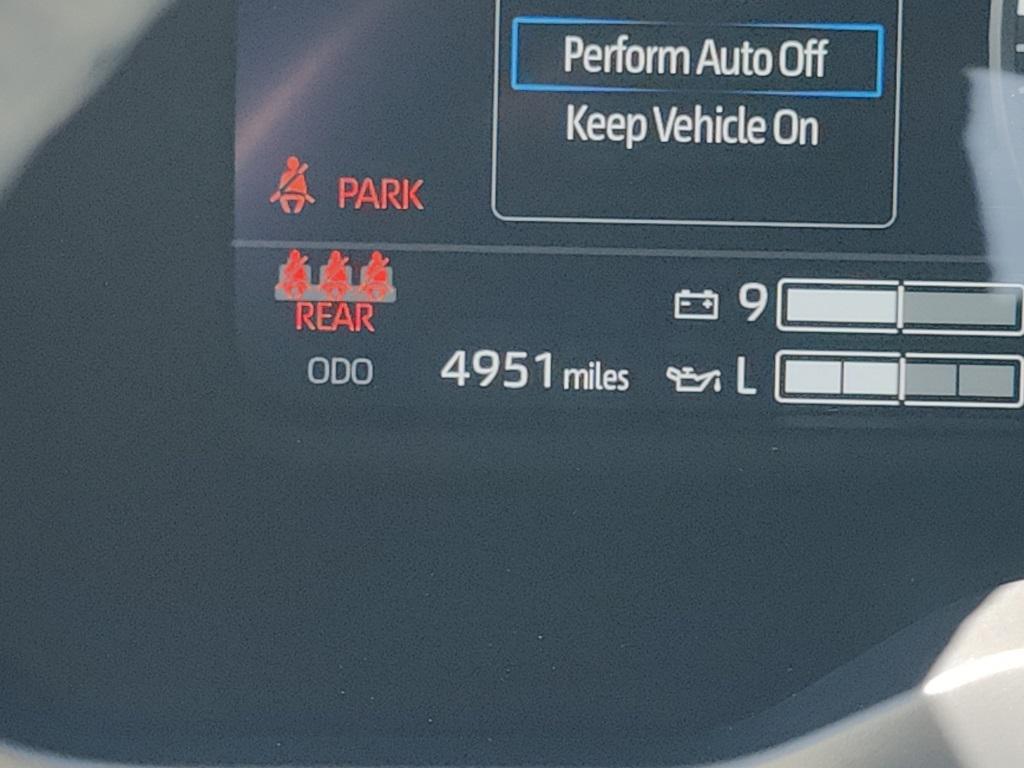 Perform Auto Off
Keep Vehicle On
PARK
REAR
9
ODO 4951 miles L